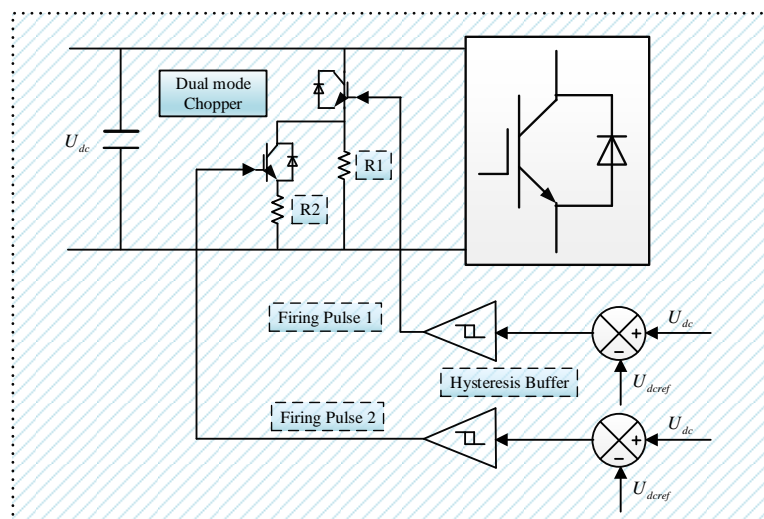 Dual mode
Chopper
U_dc
R1
R2
Firing Pulse 1
U_dc
Hysteresis Buffer
U_dcref
Firing Pulse 2
U_dc
U_dcref
+
-
+
-